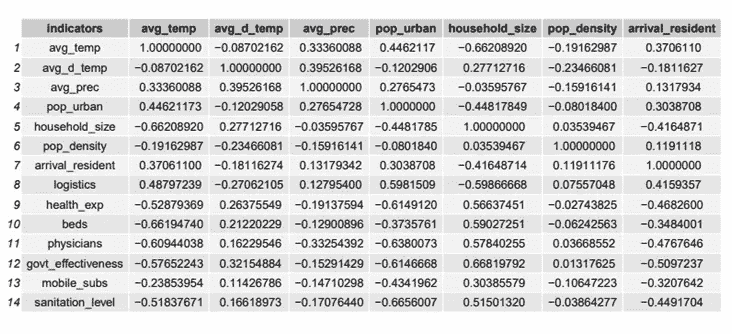 indicators avg_temp avg_d_temp avg_prec pop_urban household_size pop_density arrival_resident
1 avg_temp 1.00000000 −0.08702162 0.33360088 0.4462117 −0.66208920 −0.19162987 0.3706110
2 avg_d_temp −0.08702162 1.00000000 0.39526168 −0.1202906 0.27712716 −0.23466081 −0.1811627
3 avg_prec 0.33360088 0.39526168 1.00000000 0.2765473 −0.03595767 −0.15916141 0.1317934
4 pop_urban 0.44621173 −0.12029058 0.27654728 1.0000000 −0.44817849 −0.08018400 0.3038708
5 household_size −0.66208920 0.27712716 −0.03595767 −0.4481785 1.00000000 0.03539467 −0.4164871
6 pop_density −0.19162987 −0.23466081 −0.15916141 −0.0801840 0.03539467 1.00000000 0.1191118
7 arrival_resident 0.37061100 −0.18116274 0.13179342 0.3038708 −0.41648714 0.11911176 1.0000000
8 logistics 0.48797239 −0.27062105 0.12795400 0.5981509 −0.59866668 0.07557048 0.4159357
9 health_exp −0.52879369 0.26375549 −0.19137594 −0.6149120 0.56637451 −0.02743825 −0.4682600
10 beds −0.66194740 0.21220229 −0.12900896 −0.3735761 0.59027251 −0.06242563 −0.3484001
11 physicians −0.60944038 0.16229546 −0.33254392 −0.6380073 0.57840255 0.03668552 −0.4767646
12 govt_effectiveness −0.57652243 0.32154884 −0.15291429 −0.6146668 0.66819792 0.01317625 −0.5097237
13 mobile_subs −0.23853954 0.11426786 −0.14710298 −0.4341962 0.30385579 −0.10647223 −0.3207642
14 sanitation_level −0.51837671 0.16618973 −0.17076440 −0.6656007 0.51501320 −0.03864277 −0.4491704